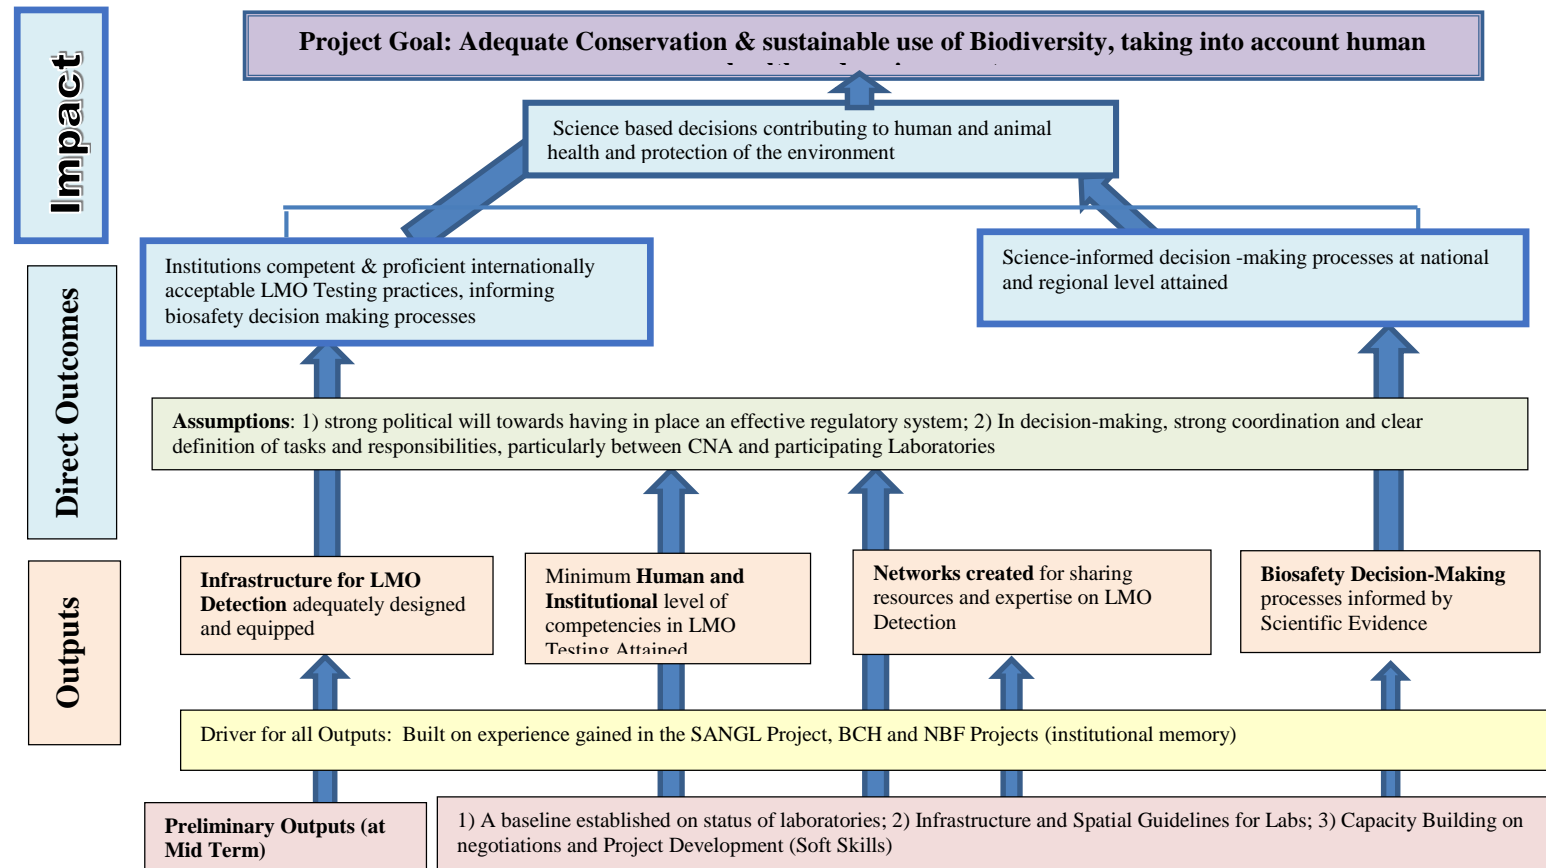 Impact
Project Goal: Adequate Conservation & sustainable use of Biodiversity, taking into account human
Science based decisions contributing to human and animal
health and protection of the environment
Direct Outcomes
Institutions competent & proficient internationally
acceptable LMO Testing practices, informing
biosafety decision making processes
Science-informed decision -making processes at national
and regional level attained
Assumptions: 1) strong political will towards having in place an effective regulatory system; 2) In decision-making, strong coordination and clear
definition of tasks and responsibilities, particularly between CNA and participating Laboratories
Outputs
Infrastructure for LMO
Detection adequately designed
and equipped
Minimum Human and
Institutional level of
competencies in LMO
Testing Attained
Networks created for sharing
resources and expertise on LMO
Detection
Biosafety Decision-Making
processes informed by
Scientific Evidence
Driver for all Outputs: Built on experience gained in the SANGL Project, BCH and NBF Projects (institutional memory)
Preliminary Outputs (at
Mid Term)
1) A baseline established on status of laboratories; 2) Infrastructure and Spatial Guidelines for Labs; 3) Capacity Building on
negotiations and Project Development (Soft Skills)